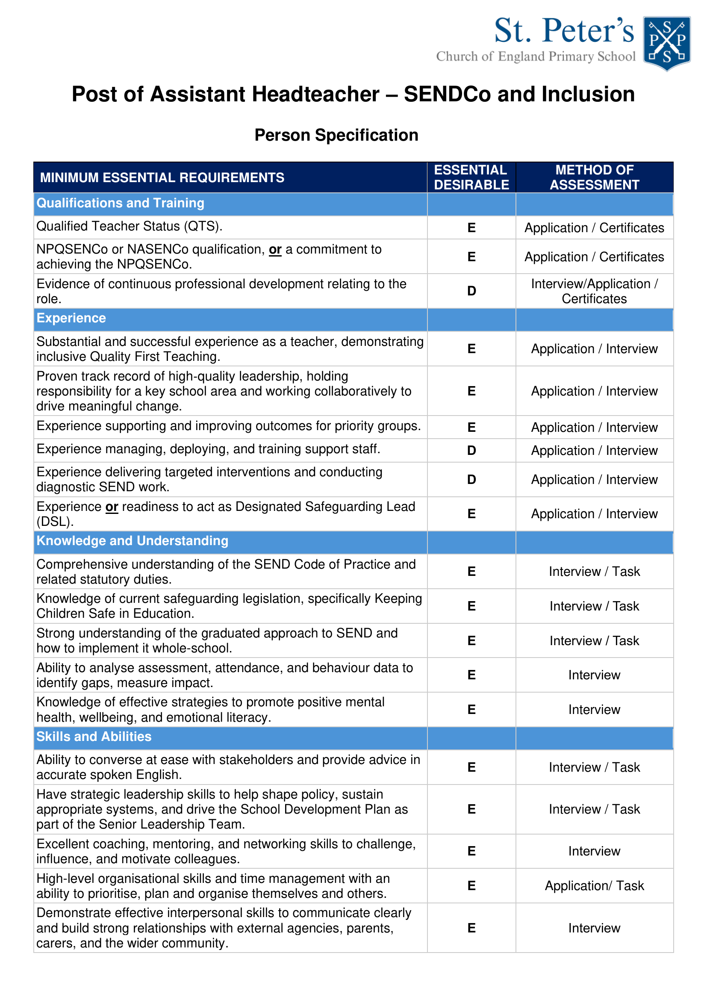 St. Peter's
Church of England Primary School
S
P P
S
Post of Assistant Headteacher – SENDCo and Inclusion
Person Specification
MINIMUM ESSENTIAL REQUIREMENTS
ESSENTIAL
DESIRABLE
METHOD OF
ASSESSMENT
Qualifications and Training
Qualified Teacher Status (QTS).
E
Application / Certificates
NPQSENCo or NASENCo qualification, or a commitment to
achieving the NPQSENCo.
E
Application / Certificates
Evidence of continuous professional development relating to the
role.
D
Interview/Application /
Certificates
Experience
Substantial and successful experience as a teacher, demonstrating
inclusive Quality First Teaching.
E
Application / Interview
Proven track record of high-quality leadership, holding
responsibility for a key school area and working collaboratively to
drive meaningful change.
E
Application / Interview
Experience supporting and improving outcomes for priority groups.
E
Application / Interview
Experience managing, deploying, and training support staff.
D
Application / Interview
Experience delivering targeted interventions and conducting
diagnostic SEND work.
D
Application / Interview
Experience or readiness to act as Designated Safeguarding Lead
(DSL).
E
Application / Interview
Knowledge and Understanding
Comprehensive understanding of the SEND Code of Practice and
related statutory duties.
E
Interview / Task
Knowledge of current safeguarding legislation, specifically Keeping
Children Safe in Education.
E
Interview / Task
Strong understanding of the graduated approach to SEND and
how to implement it whole-school.
E
Interview / Task
Ability to analyse assessment, attendance, and behaviour data to
identify gaps, measure impact.
E
Interview
Knowledge of effective strategies to promote positive mental
health, wellbeing, and emotional literacy.
E
Interview
Skills and Abilities
Ability to converse at ease with stakeholders and provide advice in
accurate spoken English.
E
Interview / Task
Have strategic leadership skills to help shape policy, sustain
appropriate systems, and drive the School Development Plan as
part of the Senior Leadership Team.
E
Interview / Task
Excellent coaching, mentoring, and networking skills to challenge,
influence, and motivate colleagues.
E
Interview
High-level organisational skills and time management with an
ability to prioritise, plan and organise themselves and others.
E
Application/ Task
Demonstrate effective interpersonal skills to communicate clearly
and build strong relationships with external agencies, parents,
carers, and the wider community.
E
Interview